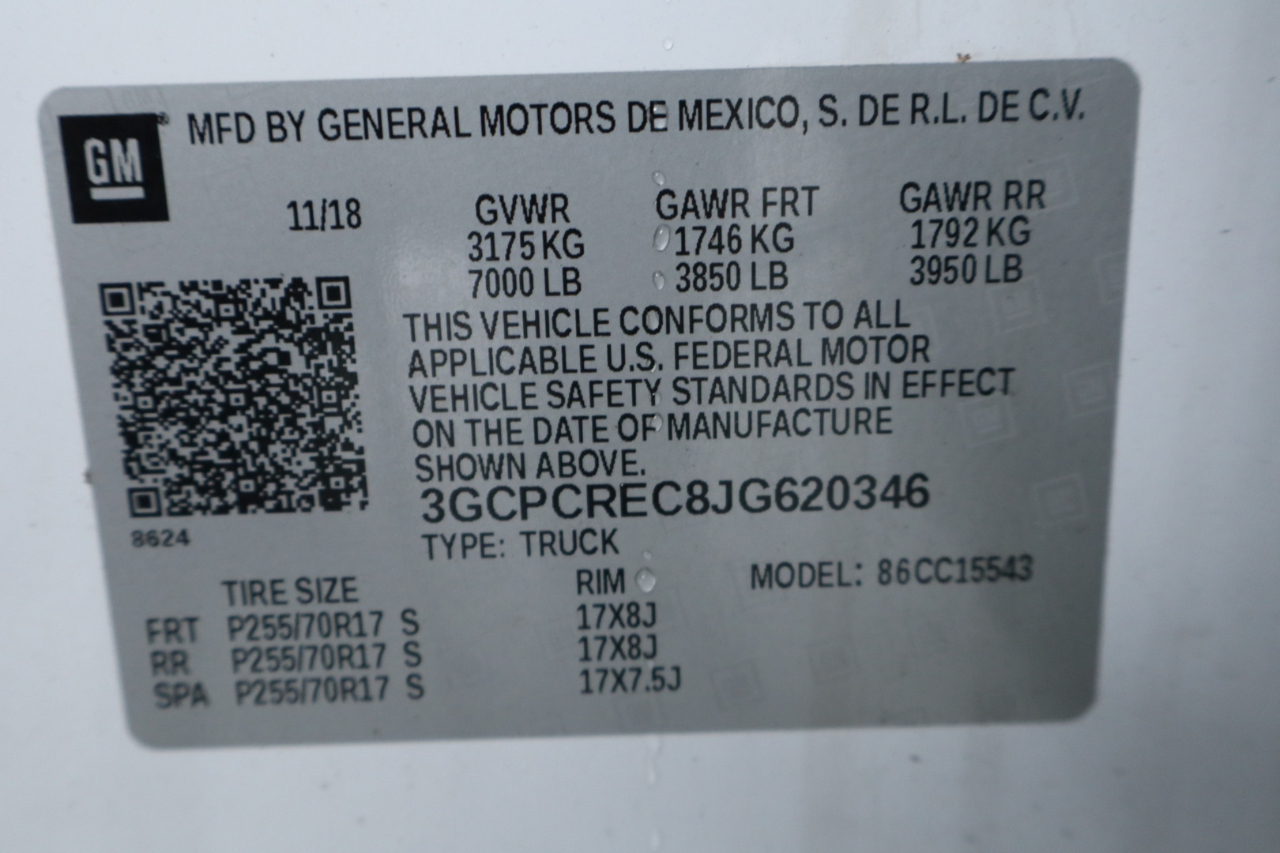 GM
MFD BY GENERAL MOTORS DE MEXICO, S. DE R.L. DE C.V.
11/18 GVWR GAWR FRT GAWR RR
3175 KG 1746 KG 1792 KG
7000 LB 3850 LB 3950 LB
THIS VEHICLE CONFORMS TO ALL
APPLICABLE U.S. FEDERAL MOTOR
VEHICLE SAFETY STANDARDS IN EFFECT
ON THE DATE OF MANUFACTURE
SHOWN ABOVE.
3GCPCREC8JG620346
8624
TYPE: TRUCK
TIRE SIZE RIM MODEL: 86CC15543
FRT P255/70R17 S 17X8J
RR P255/70R17 S 17X8J
SPA P255/70R17 S 17X7.5J